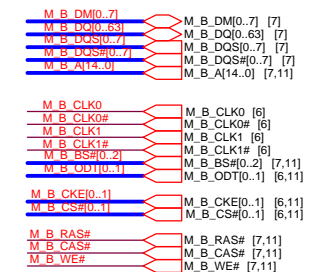 M_B_DM[0..7] M_B_DM[0..7] [7]
M_B_DQ[0..63] M_B_DQ[0..63] [7]
M_B_DQS[0..7] M_B_DQS[0..7] [7]
M_B_DQS#[0..7] M_B_DQS#[0..7] [7]
M_B_A[14..0] M_B_A[14..0] [7,11]
M_B_CLK0 M_B_CLK0 [6]
M_B_CLK0# M_B_CLK0# [6]
M_B_CLK1 M_B_CLK1 [6]
M_B_CLK1# M_B_CLK1# [6]
M_B_BS#[0..2] M_B_BS#[0..2] [7,11]
M_B_ODT[0..1] M_B_ODT[0..1] [6,11]
M_B_CKE[0..1] M_B_CKE[0..1] [6,11]
M_B_CS#[0..1] M_B_CS#[0..1] [6,11]
M_B_RAS# M_B_RAS# [7,11]
M_B_CAS# M_B_CAS# [7,11]
M_B_WE# M_B_WE# [7,11]